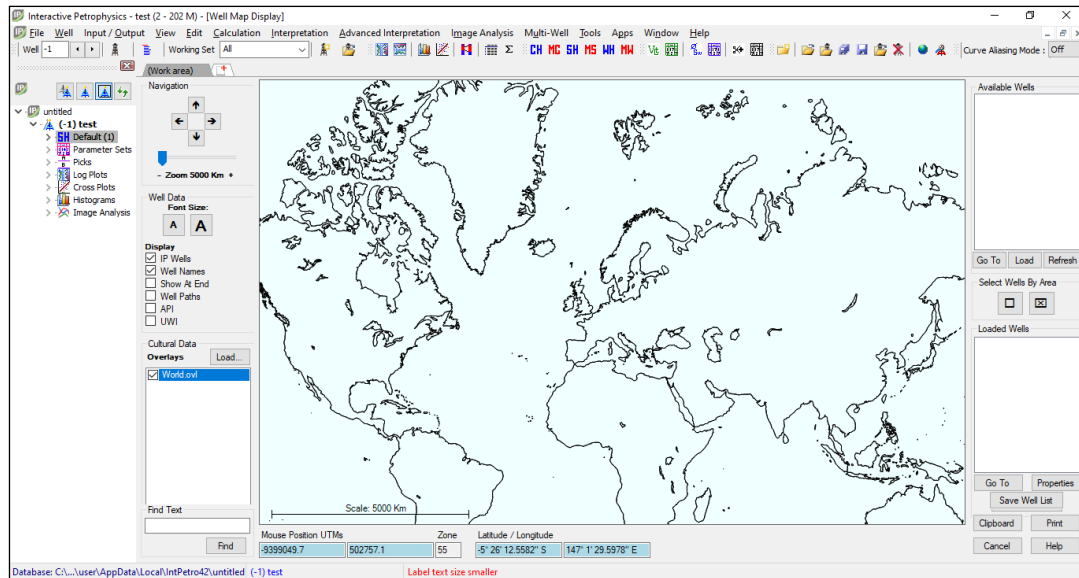 Interactive Petrophysics - test (2 - 202 M) - [Well Map Display]
File Well Input / Output View Edit Calculation Interpretation Advanced Interpretation Image Analysis Multi-Well Tools Apps Window Help
Well -1 Working Set All CH MC SH MS WH MW Curve Aliasing Mode : Off
(Work area)
Navigation
- Zoom 5000 Km +
untitled
(-1) test
SH Default (1)
Parameter Sets
Picks
Log Plots
Cross Plots
Histograms
Image Analysis
Well Data
Font Size:
A A
Display
IP Wells
Well Names
Show At End
Well Paths
API
UWI
Cultural Data
Overlays Load...
World.ovl
Find Text
Find
Scale: 5000 Km
Mouse Position UTMs Zone Latitude / Longitude
-9399049.7 502757.1 55 -5° 26' 12.5582" S 147° 1' 29.5978" E
Available Wells
Go To Load Refresh
Select Wells By Area
Loaded Wells
Go To Properties
Save Well List
Clipboard Print
Cancel Help
Database: C:\...\user\AppData\Local\IntPetro42\untitled (-1) test Label text size smaller